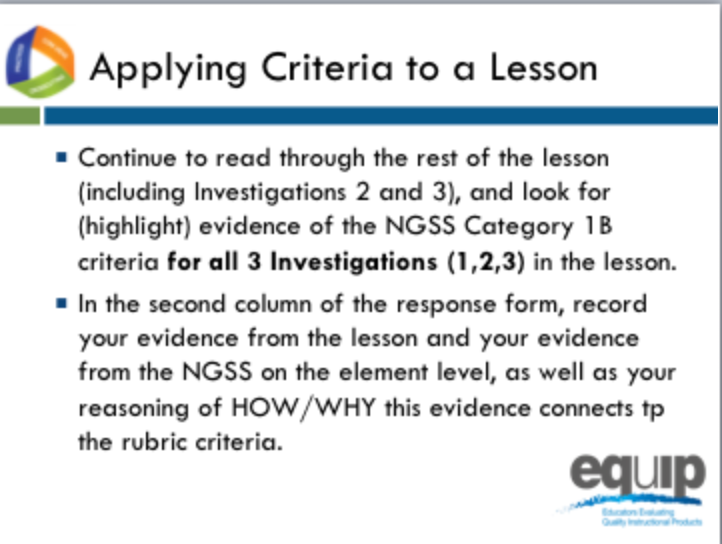 Applying Criteria to a Lesson
Continue to read through the rest of the lesson
(including Investigations 2 and 3), and look for
(highlight) evidence of the NGSS Category 1B
criteria for all 3 Investigations (1,2,3) in the lesson.
In the second column of the response form, record
your evidence from the lesson and your evidence
from the NGSS on the element level, as well as your
reasoning of HOW/WHY this evidence connects tp
the rubric criteria.
equip
Educators Evaluating
Quality Instructional Products